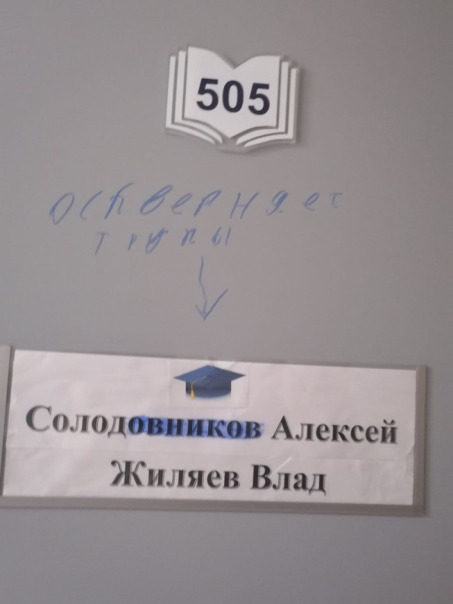 505
оскверняет
трупы
Солодовников Алексей
Жиляев Влад